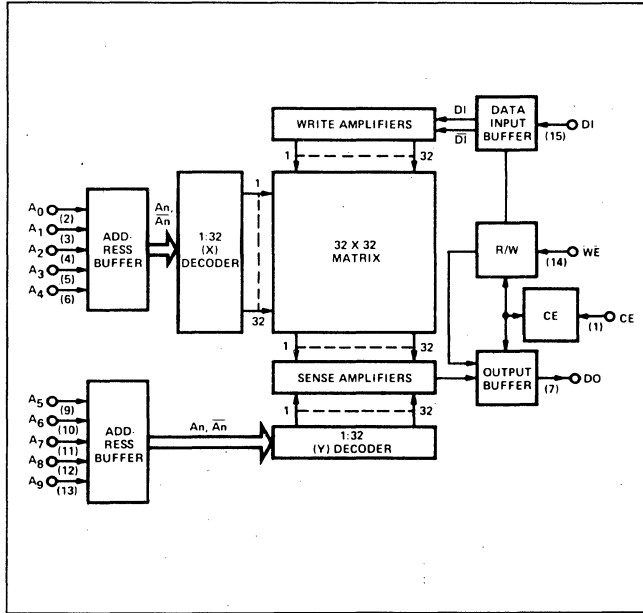 DI
DI
WRITE AMPLIFIERS
DATA
INPUT
BUFFER
DI
(15)
1
32
A0
(2)
A1
(3)
A2
(4)
A3
(5)
A4
(6)
ADD-
RESS
BUFFER
An,
An
1:32
(X)
DECODER
1
32
32 X 32
MATRIX
R/W
WE
(14)
CE
CE
(1)
1
32
SENSE AMPLIFIERS
OUTPUT
BUFFER
DO
(7)
1
32
1:32
(Y) DECODER
A5
(9)
A6
(10)
A7
(11)
A8
(12)
A9
(13)
ADD-
RESS
BUFFER
An, An